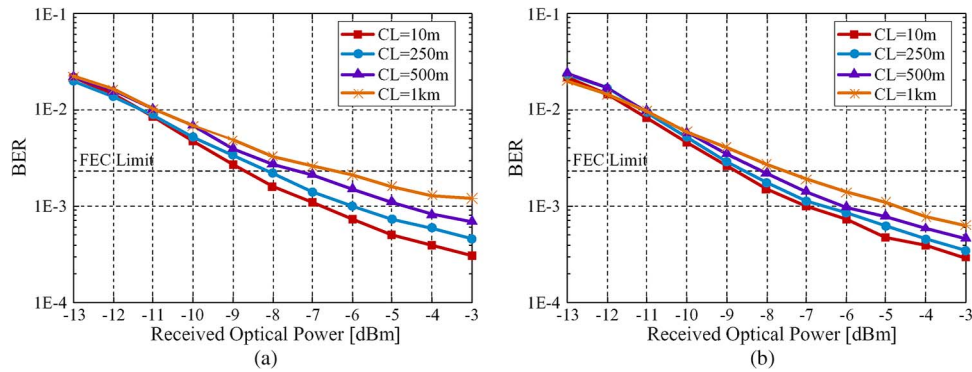 1E-1
1E-2
1E-3
1E-4
BER
FEC Limit
CL=10m
CL=250m
CL=500m
CL=1km
-13 -12 -11 -10 -9 -8 -7 -6 -5 -4 -3
Received Optical Power [dBm]
(a)
1E-1
1E-2
1E-3
1E-4
BER
FEC Limit
CL=10m
CL=250m
CL=500m
CL=1km
-13 -12 -11 -10 -9 -8 -7 -6 -5 -4 -3
Received Optical Power [dBm]
(b)